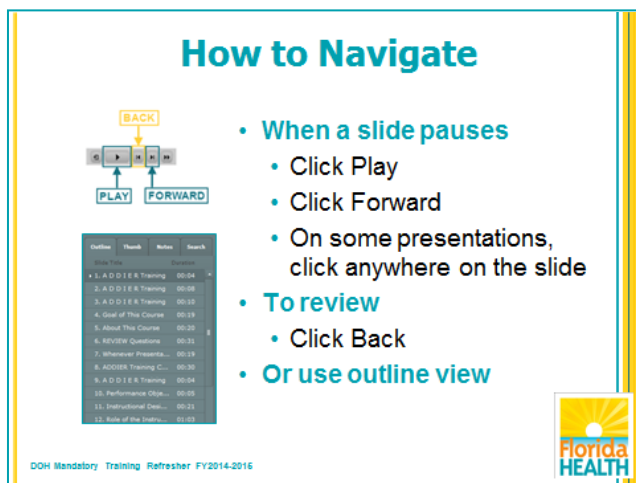 How to Navigate
BACK
PLAY
FORWARD
• When a slide pauses
• Click Play
• Click Forward
• On some presentations,
click anywhere on the slide
• To review
• Click Back
• Or use outline view
Outline Thumb Notes Search
Slide Title Duration
1. A D D I E R Training 00:04
2. A D D I E R Training 00:08
3. A D D I E R Training 00:10
4. Goal of This Course 00:19
5. About This Course 00:20
6. REVIEW Questions 00:31
7. Whenever Presenta... 00:19
8. ADDIER Training C... 00:30
9. A D D I E R Training 00:04
10. Performance Obje... 00:05
11. Instructional Desi... 00:21
12. Role of the Instru... 01:03
DOH Mandatory Training Refresher FY2014-2015
Florida
HEALTH